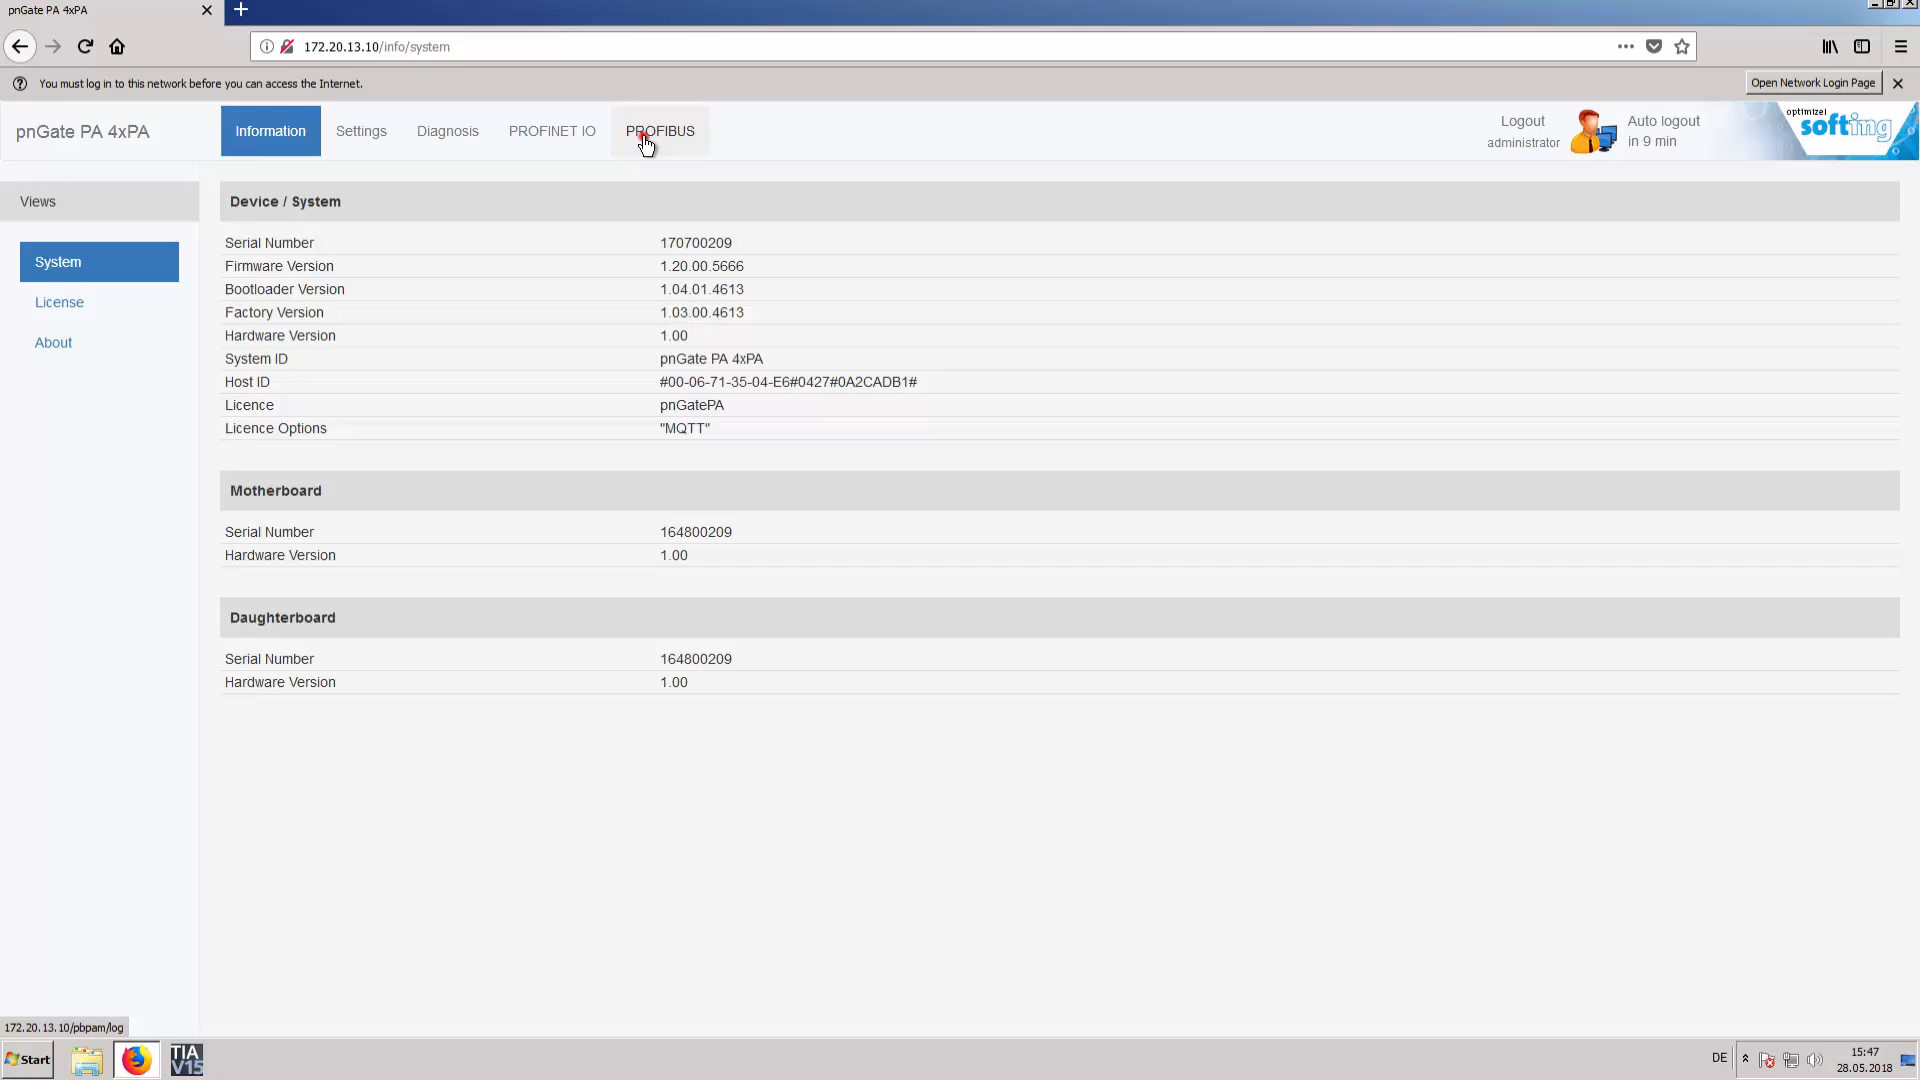 pnGate PA 4xPA
172.20.13.10/info/system
You must log in to this network before you can access the Internet.
Open Network Login Page
pnGate PA 4xPA
Information
Settings
Diagnosis
PROFINET IO
PROFIBUS
Logout
administrator
Auto logout
in 9 min
optimize!
softing
Views
System
License
About
Device / System
Serial Number 170700209
Firmware Version 1.20.00.5666
Bootloader Version 1.04.01.4613
Factory Version 1.03.00.4613
Hardware Version 1.00
System ID pnGate PA 4xPA
Host ID #00-06-71-35-04-E6#0427#0A2CADB1#
Licence pnGatePA
Licence Options "MQTT"
Motherboard
Serial Number 164800209
Hardware Version 1.00
Daughterboard
Serial Number 164800209
Hardware Version 1.00
172.20.13.10/pbpam/log
Start
TIA
V15
DE
15:47
28.05.2018